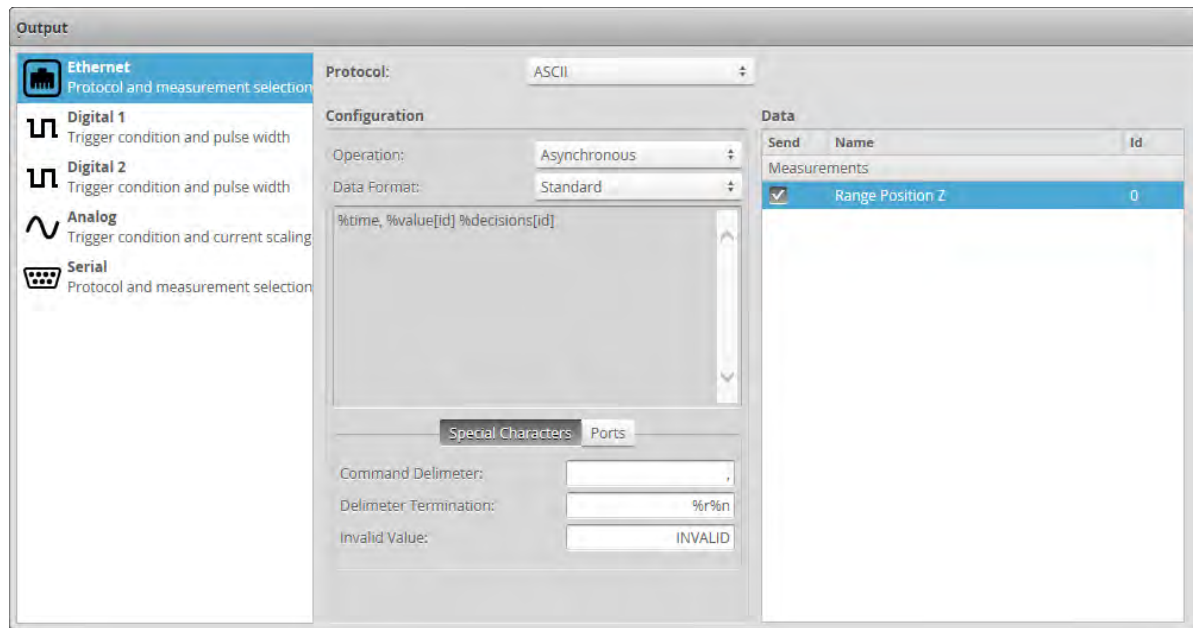 Output
Ethernet
Protocol and measurement selection
Digital 1
Trigger condition and pulse width
Digital 2
Trigger condition and pulse width
Analog
Trigger condition and current scaling
Serial
Protocol and measurement selection
Protocol: ASCII
Configuration
Operation: Asynchronous
Data Format: Standard
%time, %value[id] %decisions[id]
Special Characters Ports
Command Delimeter: ,
Delimeter Termination: %r%n
Invalid Value: INVALID
Data
Send Name Id
Measurements
Range Position Z 0